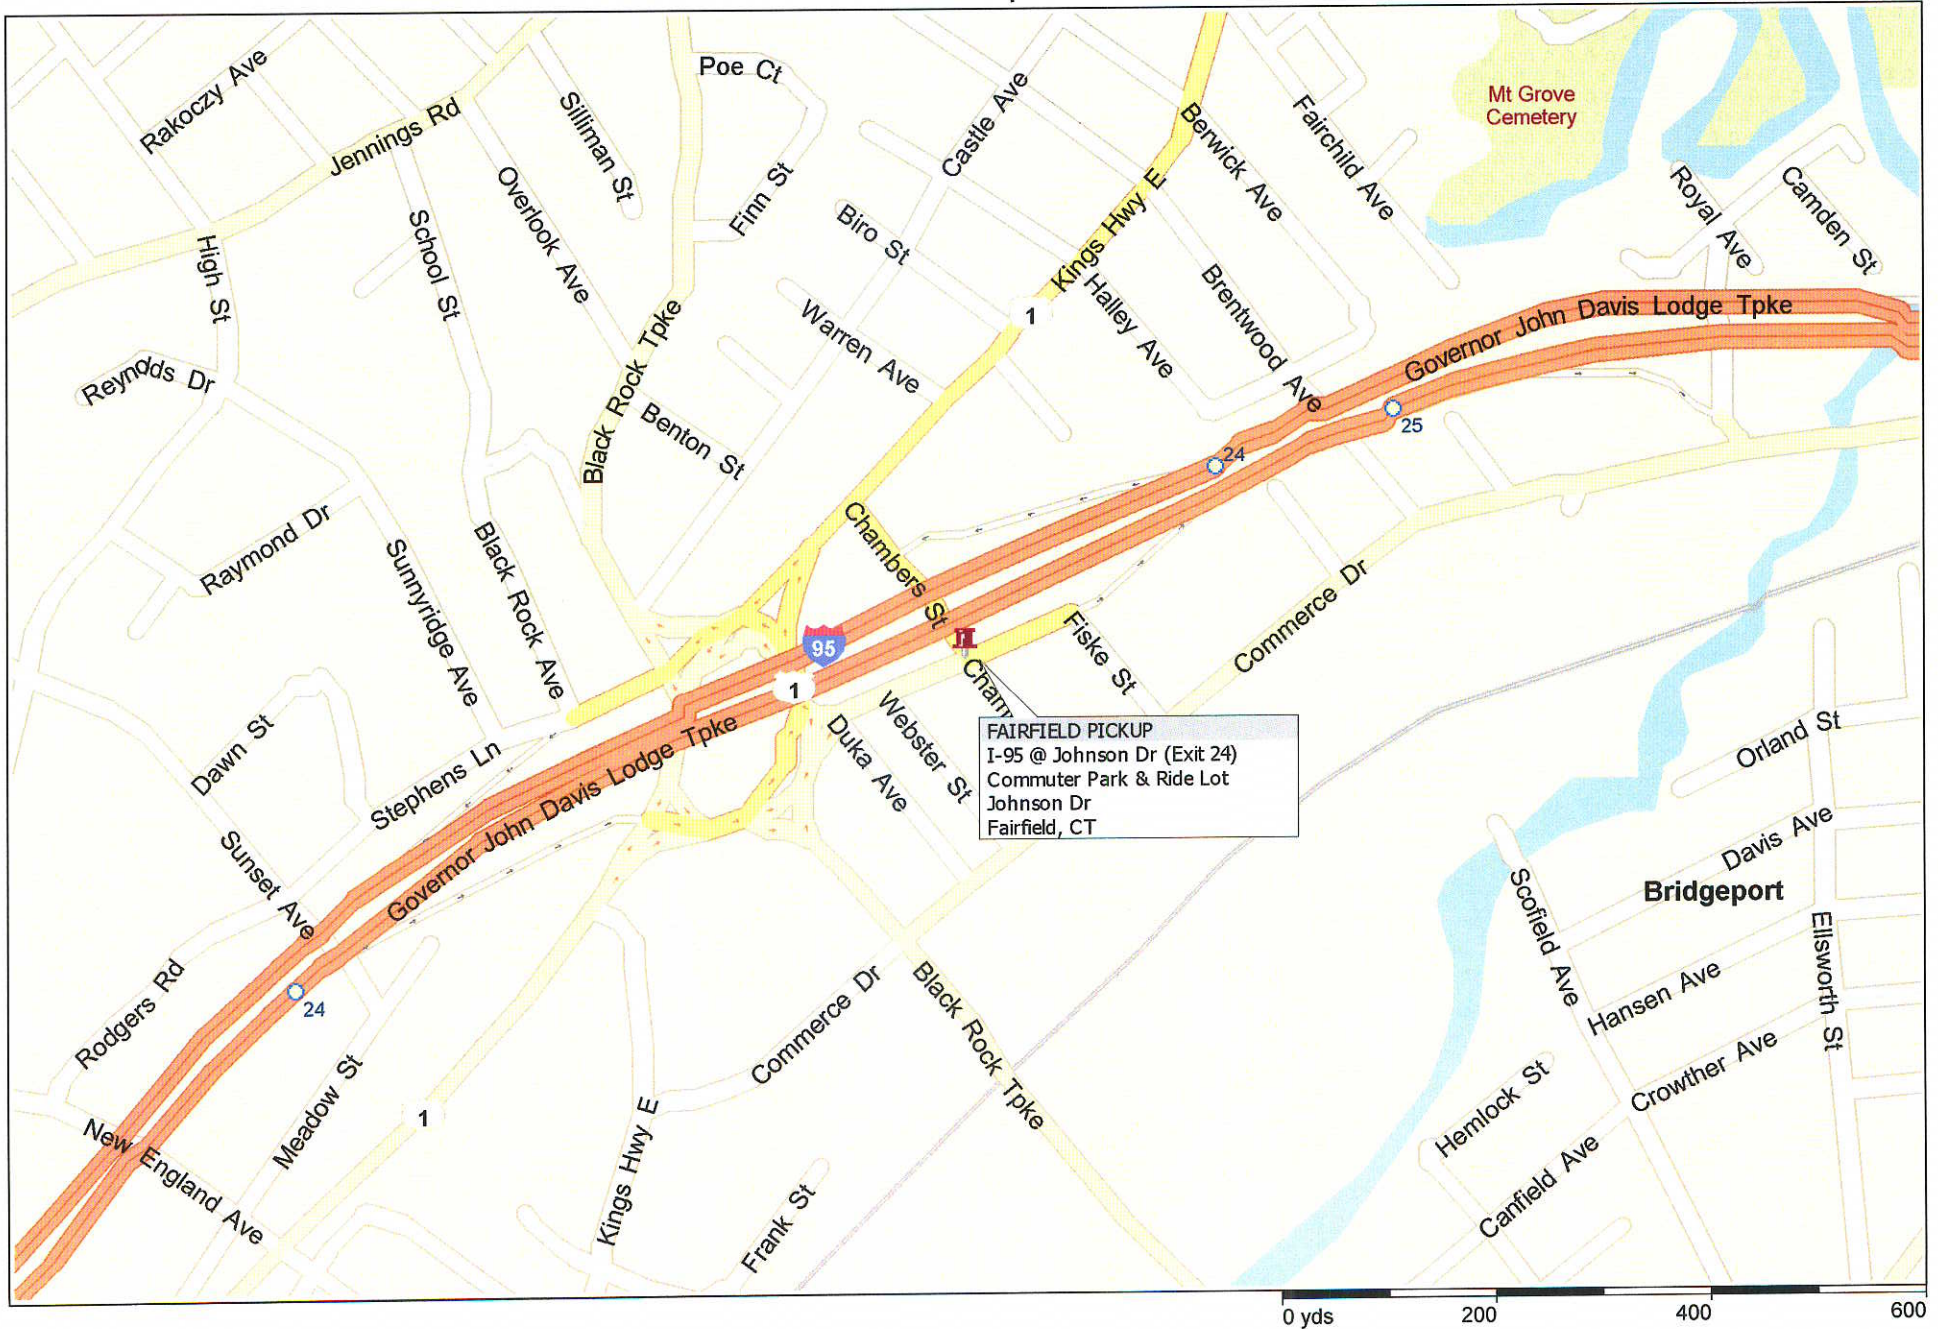 Poe Ct
Rakoczy Ave
Jennings Rd
Silliman St
Castle Ave
Mt Grove
Cemetery
Berwick Ave
Fairchild Ave
Finn St
Overlook Ave
School St
High St
Biro St
Kings Hwy E
Royal Ave
Camden St
1
Halley Ave
Brentwood Ave
Governor John Davis Lodge Tpke
Warren Ave
Black Rock Tpke
Reynolds Dr
Benton St
25
24
Raymond Dr
Chambers St
Sunnyridge Ave
Black Rock Ave
Commerce Dr
95
1
Fiske St
Dawn St
Stephens Ln
Governor John Davis Lodge Tpke
Duka Ave
Webster St
FAIRFIELD PICKUP
I-95 @ Johnson Dr (Exit 24)
Commuter Park & Ride Lot
Johnson Dr
Fairfield, CT
Orland St
Davis Ave
Bridgeport
Sunset Ave
Scofield Ave
Ellsworth St
Hansen Ave
Rodgers Rd
24
Commerce Dr
Black Rock Tpke
Crowther Ave
Hemlock St
Meadow St
1
New England Ave
Kings Hwy E
Frank St
Canfield Ave
0 yds 200 400 600